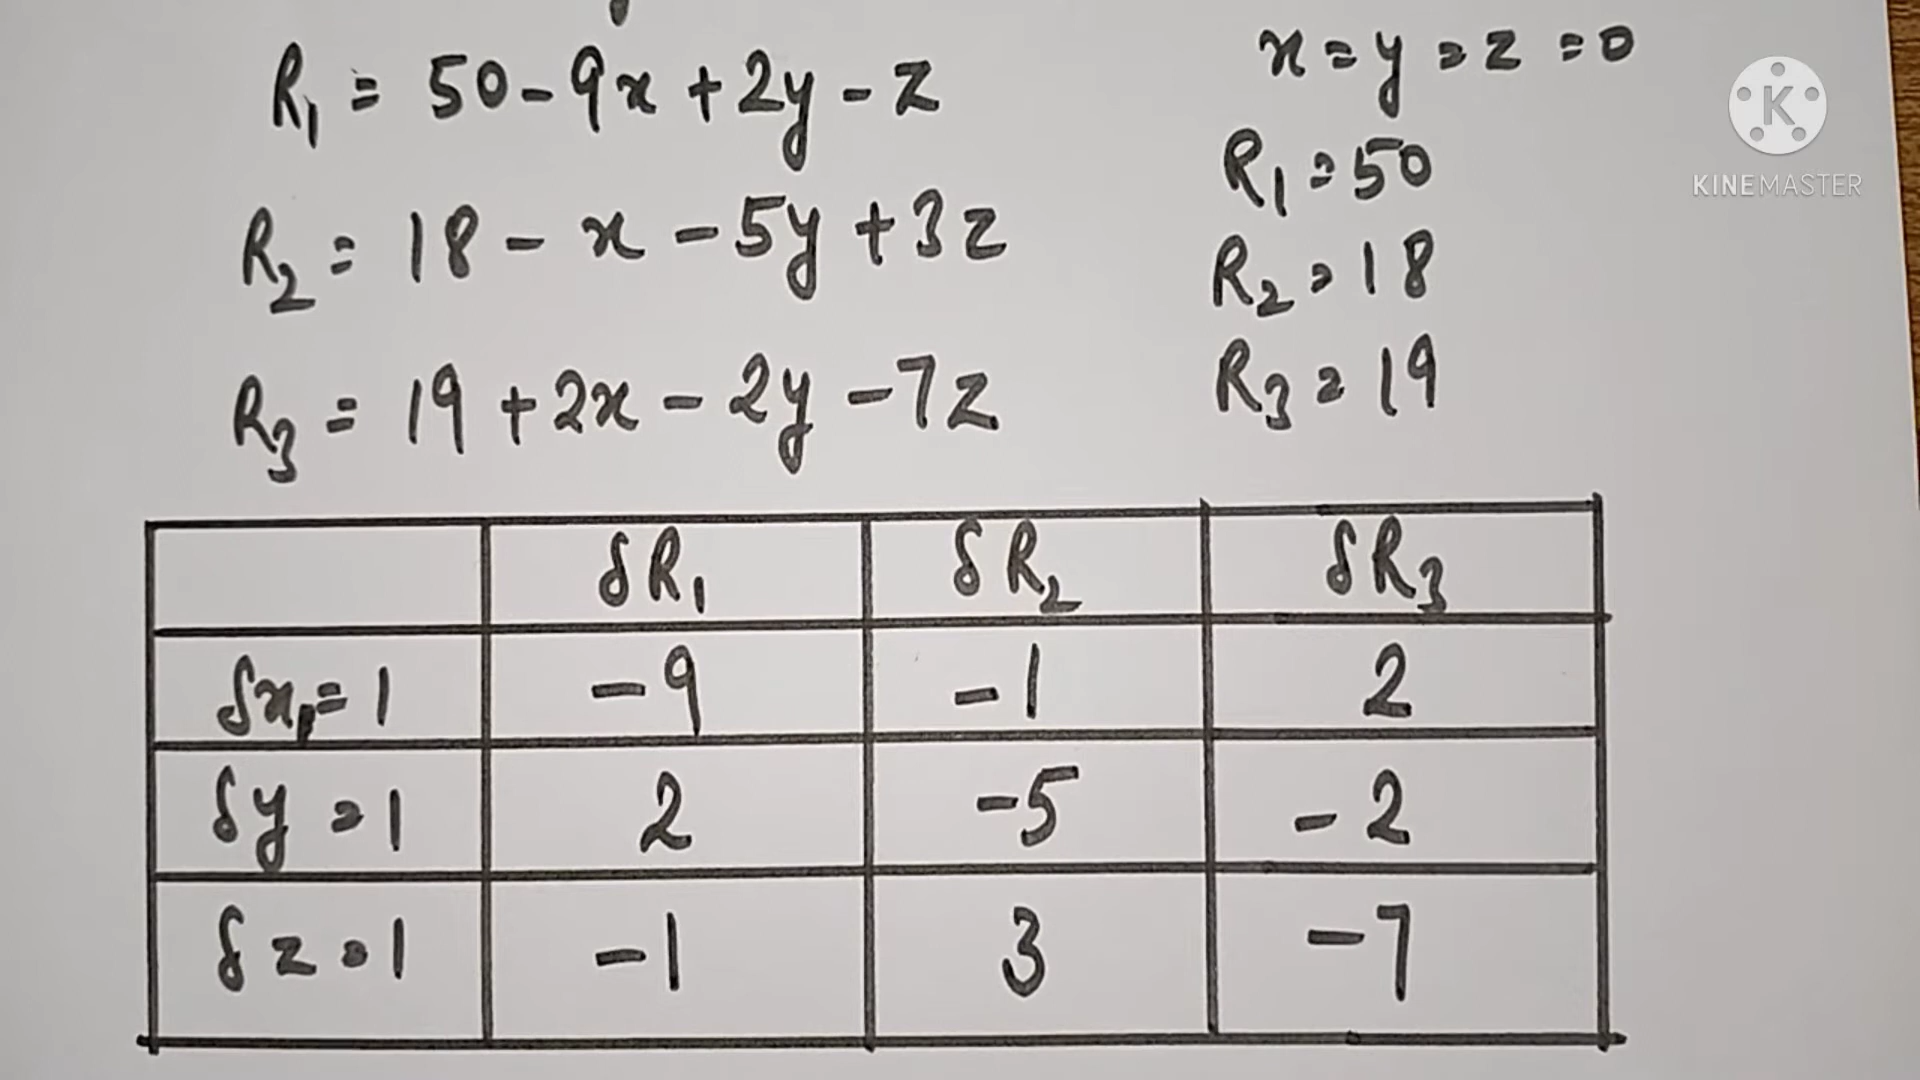 R₁ = 50 - 9x + 2y - z
x = y = z = 0
K
KINEMASTER
R₁ = 50
R₂ = 18 - x - 5y + 3z
R₂ = 18
R₃ = 19 + 2x - 2y - 7z
R₃ = 19
δR₁ δR₂ δR₃
δx₁ = 1 -9 -1 2
δy = 1 2 -5 -2
δz = 1 -1 3 -7